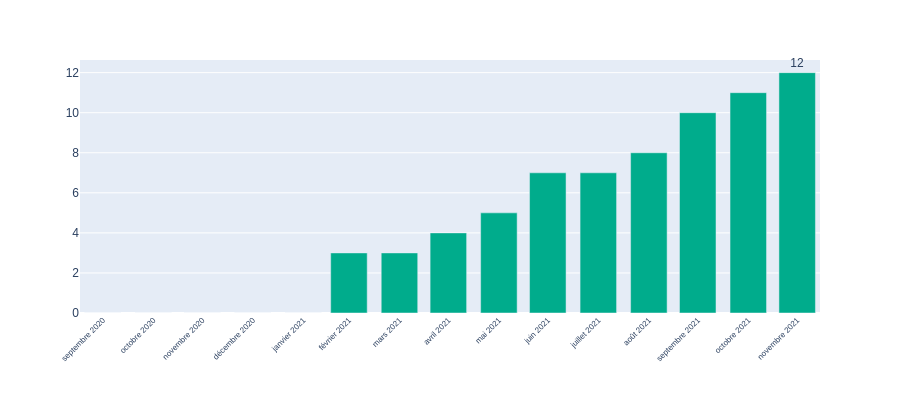 12
12
10
8
6
4
2
0
septembre 2020
octobre 2020
novembre 2020
décembre 2020
janvier 2021
février 2021
mars 2021
avril 2021
mai 2021
juin 2021
juillet 2021
août 2021
septembre 2021
octobre 2021
novembre 2021